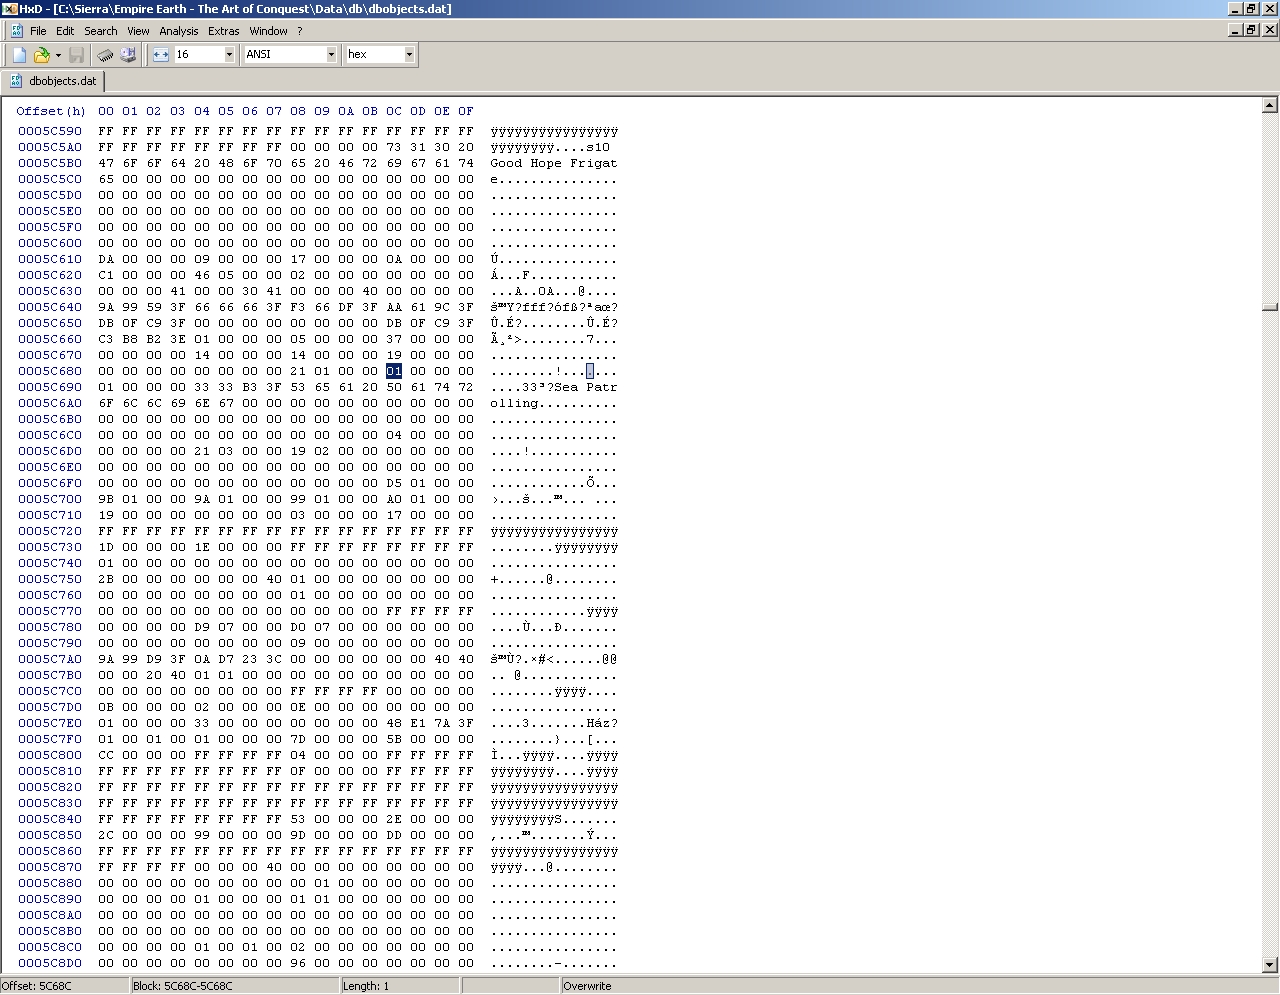 HxD - [C:\Sierra\Empire Earth - The Art of Conquest\Data\db\dbobjects.dat]
File Edit Search View Analysis Extras Window ?
16 ANSI hex
dbobjects.dat
Offset(h) 00 01 02 03 04 05 06 07 08 09 0A 0B 0C 0D 0E 0F
0005C590 FF FF FF FF FF FF FF FF FF FF FF FF FF FF FF FF ÿÿÿÿÿÿÿÿÿÿÿÿÿÿÿÿ
0005C5A0 FF FF FF FF FF FF FF FF 00 00 00 00 73 31 30 20 ÿÿÿÿÿÿÿÿ....s10
0005C5B0 47 6F 6F 64 20 48 6F 70 65 20 46 72 69 67 61 74 Good Hope Frigat
0005C5C0 65 00 00 00 00 00 00 00 00 00 00 00 00 00 00 00 e...............
0005C5D0 00 00 00 00 00 00 00 00 00 00 00 00 00 00 00 00 ................
0005C5E0 00 00 00 00 00 00 00 00 00 00 00 00 00 00 00 00 ................
0005C5F0 00 00 00 00 00 00 00 00 00 00 00 00 00 00 00 00 ................
0005C600 00 00 00 00 00 00 00 00 00 00 00 00 00 00 00 00 ................
0005C610 DA 00 00 00 09 00 00 00 17 00 00 00 0A 00 00 00 Ú...............
0005C620 C1 00 00 00 46 05 00 00 02 00 00 00 00 00 00 00 Á...F...........
0005C630 00 00 00 41 00 00 30 41 00 00 00 40 00 00 00 00 ...A..0A...@....
0005C640 9A 99 59 3F 66 66 66 3F F3 66 DF 3F AA 61 9C 3F š™Y?fff?ófß?ªaœ?
0005C650 DB 0F C9 3F 00 00 00 00 00 00 00 00 DB 0F C9 3F Û.É?........Û.É?
0005C660 C3 B8 B2 3E 01 00 00 00 05 00 00 00 37 00 00 00 Ã¸²>........7...
0005C670 00 00 00 00 14 00 00 00 14 00 00 00 19 00 00 00 ................
0005C680 00 00 00 00 00 00 00 00 21 01 00 00 01 00 00 00 ........!.......
0005C690 01 00 00 00 33 33 B3 3F 53 65 61 20 50 61 74 72 ....33³?Sea Patr
0005C6A0 6F 6C 6C 69 6E 67 00 00 00 00 00 00 00 00 00 00 olling..........
0005C6B0 00 00 00 00 00 00 00 00 00 00 00 00 00 00 00 00 ................
0005C6C0 00 00 00 00 00 00 00 00 00 00 00 00 04 00 00 00 ................
0005C6D0 00 00 00 00 21 03 00 00 19 02 00 00 00 00 00 00 ....!...........
0005C6E0 00 00 00 00 00 00 00 00 00 00 00 00 00 00 00 00 ................
0005C6F0 00 00 00 00 00 00 00 00 00 00 00 00 D5 01 00 00 ............Õ...
0005C700 9B 01 00 00 9A 01 00 00 99 01 00 00 A0 01 00 00 ›...š...™... ...
0005C710 19 00 00 00 00 00 00 00 03 00 00 00 17 00 00 00 ................
0005C720 FF FF FF FF FF FF FF FF FF FF FF FF FF FF FF FF ÿÿÿÿÿÿÿÿÿÿÿÿÿÿÿÿ
0005C730 1D 00 00 00 1E 00 00 00 FF FF FF FF FF FF FF FF ........ÿÿÿÿÿÿÿÿ
0005C740 01 00 00 00 00 00 00 00 00 00 00 00 00 00 00 00 ................
0005C750 2B 00 00 00 00 00 00 40 01 00 00 00 00 00 00 00 +......@........
0005C760 00 00 00 00 00 00 00 00 01 00 00 00 00 00 00 00 ................
0005C770 00 00 00 00 00 00 00 00 00 00 00 00 FF FF FF FF ............ÿÿÿÿ
0005C780 00 00 00 00 D9 07 00 00 D0 07 00 00 00 00 00 00 ....Ù...Ð.......
0005C790 00 00 00 00 00 00 00 00 09 00 00 00 00 00 00 00 ................
0005C7A0 9A 99 D9 3F 0A D7 23 3C 00 00 00 00 00 00 40 40 š™Ù?.×#<......@@
0005C7B0 00 00 20 40 01 01 00 00 00 00 00 00 00 00 00 00 .. @............
0005C7C0 00 00 00 00 00 00 00 00 FF FF FF FF 00 00 00 00 ........ÿÿÿÿ....
0005C7D0 0B 00 00 00 02 00 00 00 0E 00 00 00 00 00 00 00 ................
0005C7E0 01 00 00 00 33 00 00 00 00 00 00 00 48 E1 7A 3F ....3.......Ház?
0005C7F0 01 00 01 00 01 00 00 00 7D 00 00 00 5B 00 00 00 ........}...[...
0005C800 CC 00 00 00 FF FF FF FF 04 00 00 00 FF FF FF FF Ì...ÿÿÿÿ....ÿÿÿÿ
0005C810 FF FF FF FF FF FF FF FF 0F 00 00 00 FF FF FF FF ÿÿÿÿÿÿÿÿ....ÿÿÿÿ
0005C820 FF FF FF FF FF FF FF FF FF FF FF FF FF FF FF FF ÿÿÿÿÿÿÿÿÿÿÿÿÿÿÿÿ
0005C830 FF FF FF FF FF FF FF FF FF FF FF FF FF FF FF FF ÿÿÿÿÿÿÿÿÿÿÿÿÿÿÿÿ
0005C840 FF FF FF FF FF FF FF FF 53 00 00 00 2E 00 00 00 ÿÿÿÿÿÿÿÿS.......
0005C850 2C 00 00 00 99 00 00 00 9D 00 00 00 DD 00 00 00 ,...™.......Ý...
0005C860 FF FF FF FF FF FF FF FF FF FF FF FF FF FF FF FF ÿÿÿÿÿÿÿÿÿÿÿÿÿÿÿÿ
0005C870 FF FF FF FF 00 00 00 40 00 00 00 00 00 00 00 00 ÿÿÿÿ...@........
0005C880 00 00 00 00 00 00 00 00 00 01 00 00 00 00 00 00 ................
0005C890 00 00 00 00 01 00 00 00 01 01 00 00 00 00 00 00 ................
0005C8A0 00 00 00 00 00 00 00 00 00 00 00 00 00 00 00 00 ................
0005C8B0 00 00 00 00 00 00 00 00 00 00 00 00 00 00 00 00 ................
0005C8C0 00 00 00 00 01 00 01 00 02 00 00 00 00 00 00 00 ................
0005C8D0 00 00 00 00 00 00 00 00 96 00 00 00 00 00 00 00 ........–.......
Offset: 5C68C Block: 5C68C-5C68C Length: 1 Overwrite